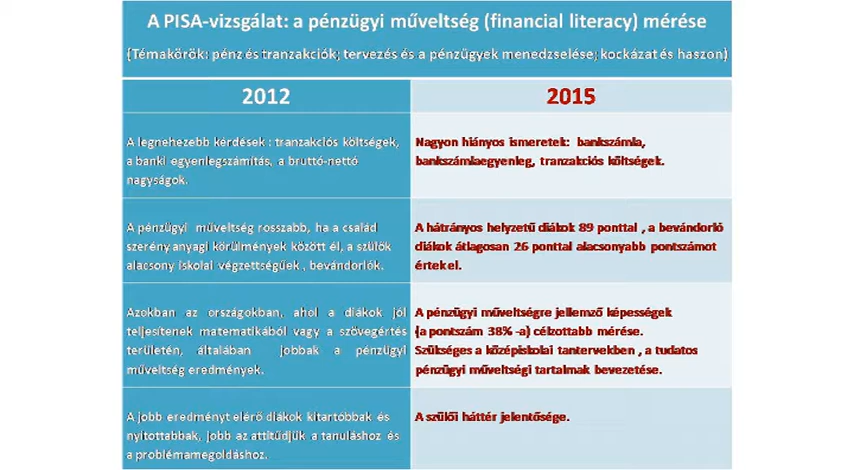 A PISA-vizsgálat: a pénzügyi műveltség (financial literacy) mérése
(Témakörök: pénz és tranzakciók; tervezés és a pénzügyek menedzselése; kockázat és haszon)
2012
2015
A legnehezebb kérdések : tranzakciós költségek,
a banki egyenlegszámítás, a bruttó-nettó
nagyságok.
Nagyon hiányos ismeretek: bankszámla,
bankszámlaegyenleg, tranzakciós költségek.
A pénzügyi műveltség rosszabb, ha a család
szerény anyagi körülmények között él, a szülők
alacsony iskolai végzettségűek , bevándorlók.
A hátrányos helyzetű diákok 89 ponttal , a bevándorló
diákok átlagosan 26 ponttal alacsonyabb pontszámot
értek el.
Azokban az országokban, ahol a diákok jól
teljesítenek matematikából vagy a szövegértés
területén, általában jobbak a pénzügyi
műveltség eredmények.
A pénzügyi műveltségre jellemző képességek
(a pontszám 38% -a) célzottabb mérése.
Szükséges a középiskolai tantervekben , a tudatos
pénzügyi műveltségi tartalmak bevezetése.
A jobb eredményt elérő diákok kitartóbbak és
nyitottabbak, jobb az attitűdjük a tanuláshoz és
a problémamegoldáshoz.
A szülői háttér jelentősége.